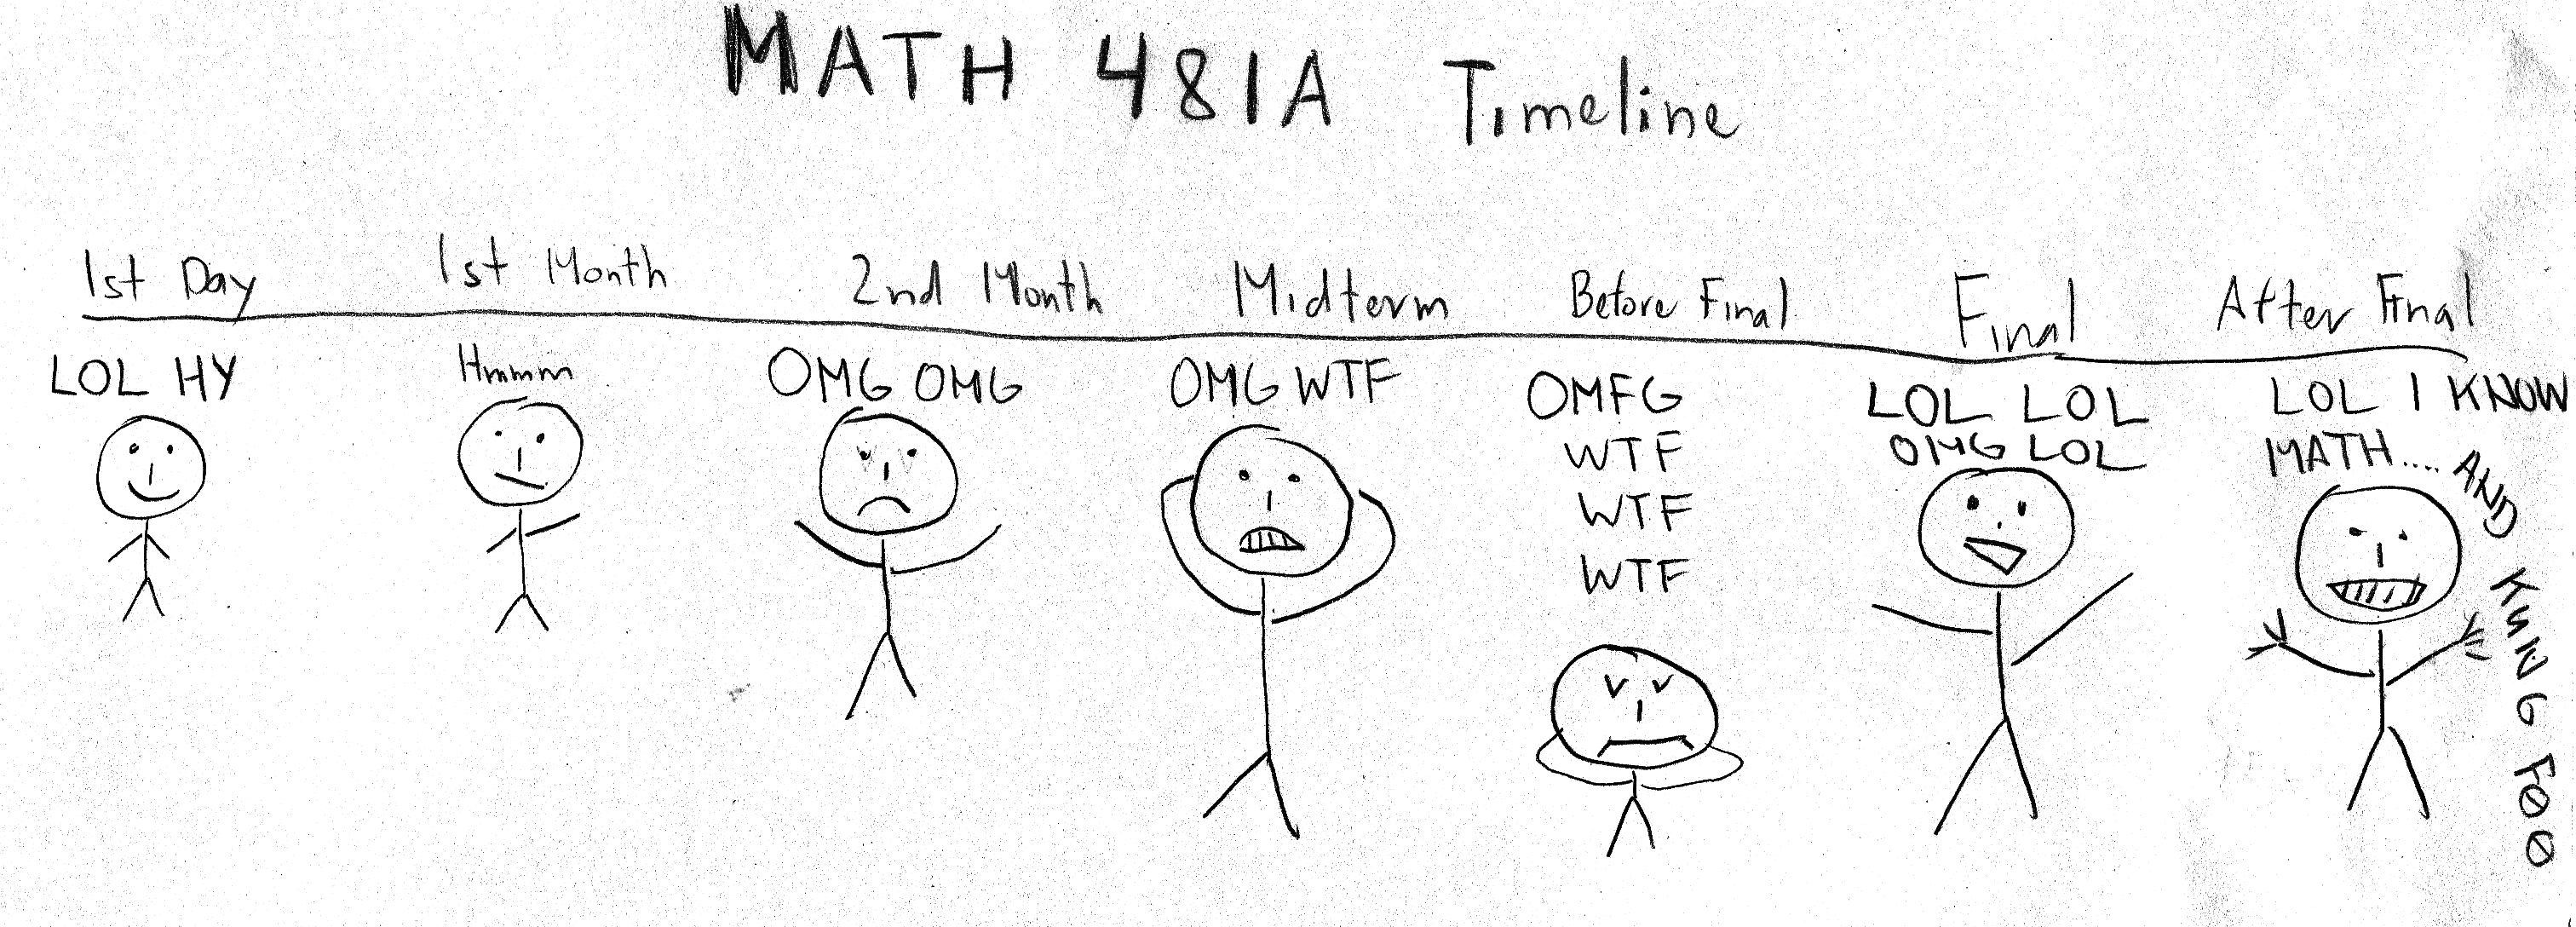 MATH 481A Timeline
1st Day
1st Month
2nd Month
Midterm
Before Final
Final
After Final
LOL HY
Hmmm
OMG OMG
OMG WTF
OMFG
WTF
WTF
WTF
LOL LOL
OMG LOL
LOL I KNOW
MATH.... AND KUNG FOO